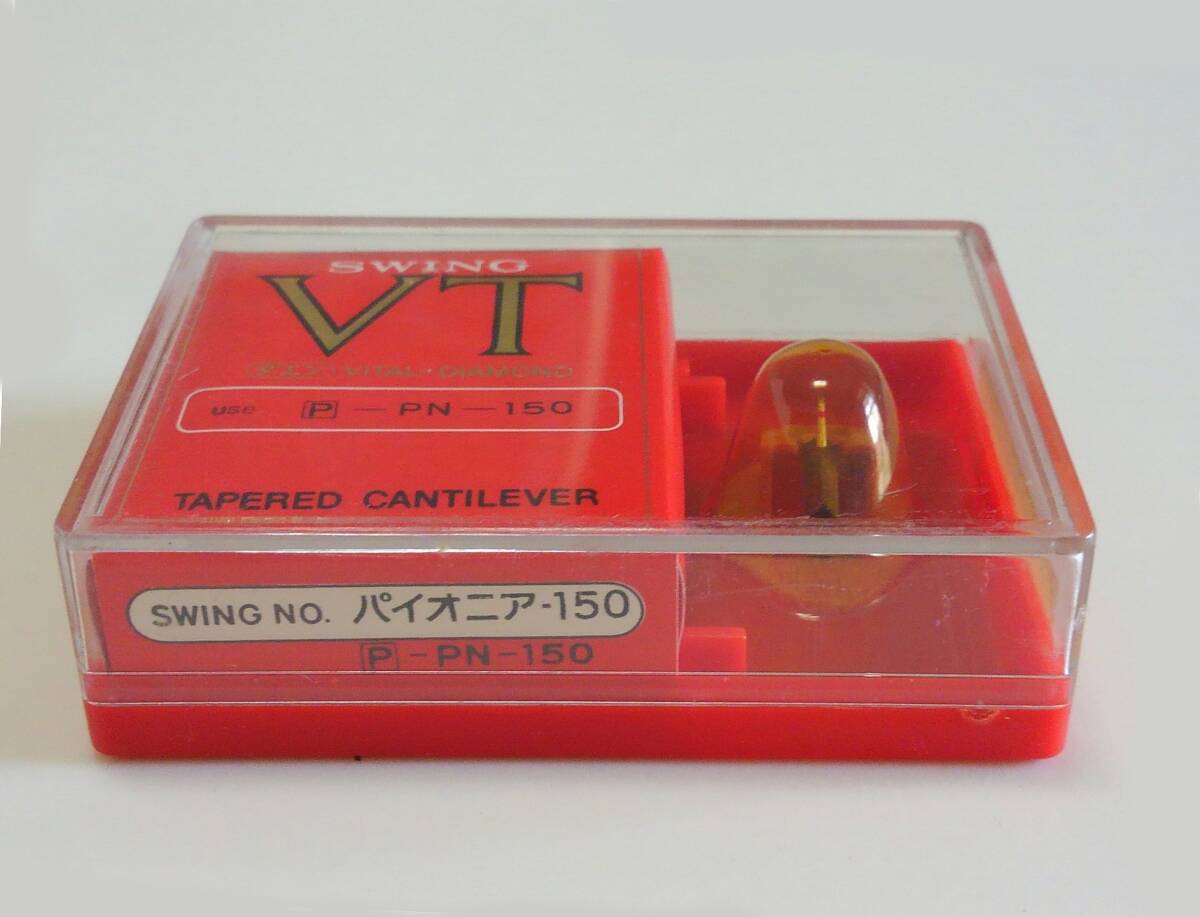 SWING
VT
VITAL-DIAMOND
use P-PN-150
TAPERED CANTILEVER
SWING NO. パイオニア-150
P-PN-150